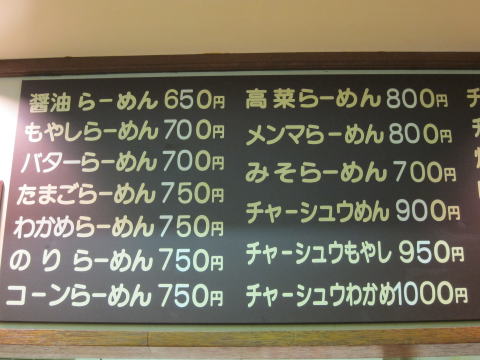 醤油らーめん 650円
もやしらーめん 700円
バターらーめん 700円
たまごらーめん 750円
わかめらーめん 750円
のりらーめん 750円
コーンらーめん 750円
高菜らーめん 800円
メンマらーめん 800円
みそらーめん 700円
チャーシュウめん 900円
チャーシュウもやし 950円
チャーシュウわかめ1000円